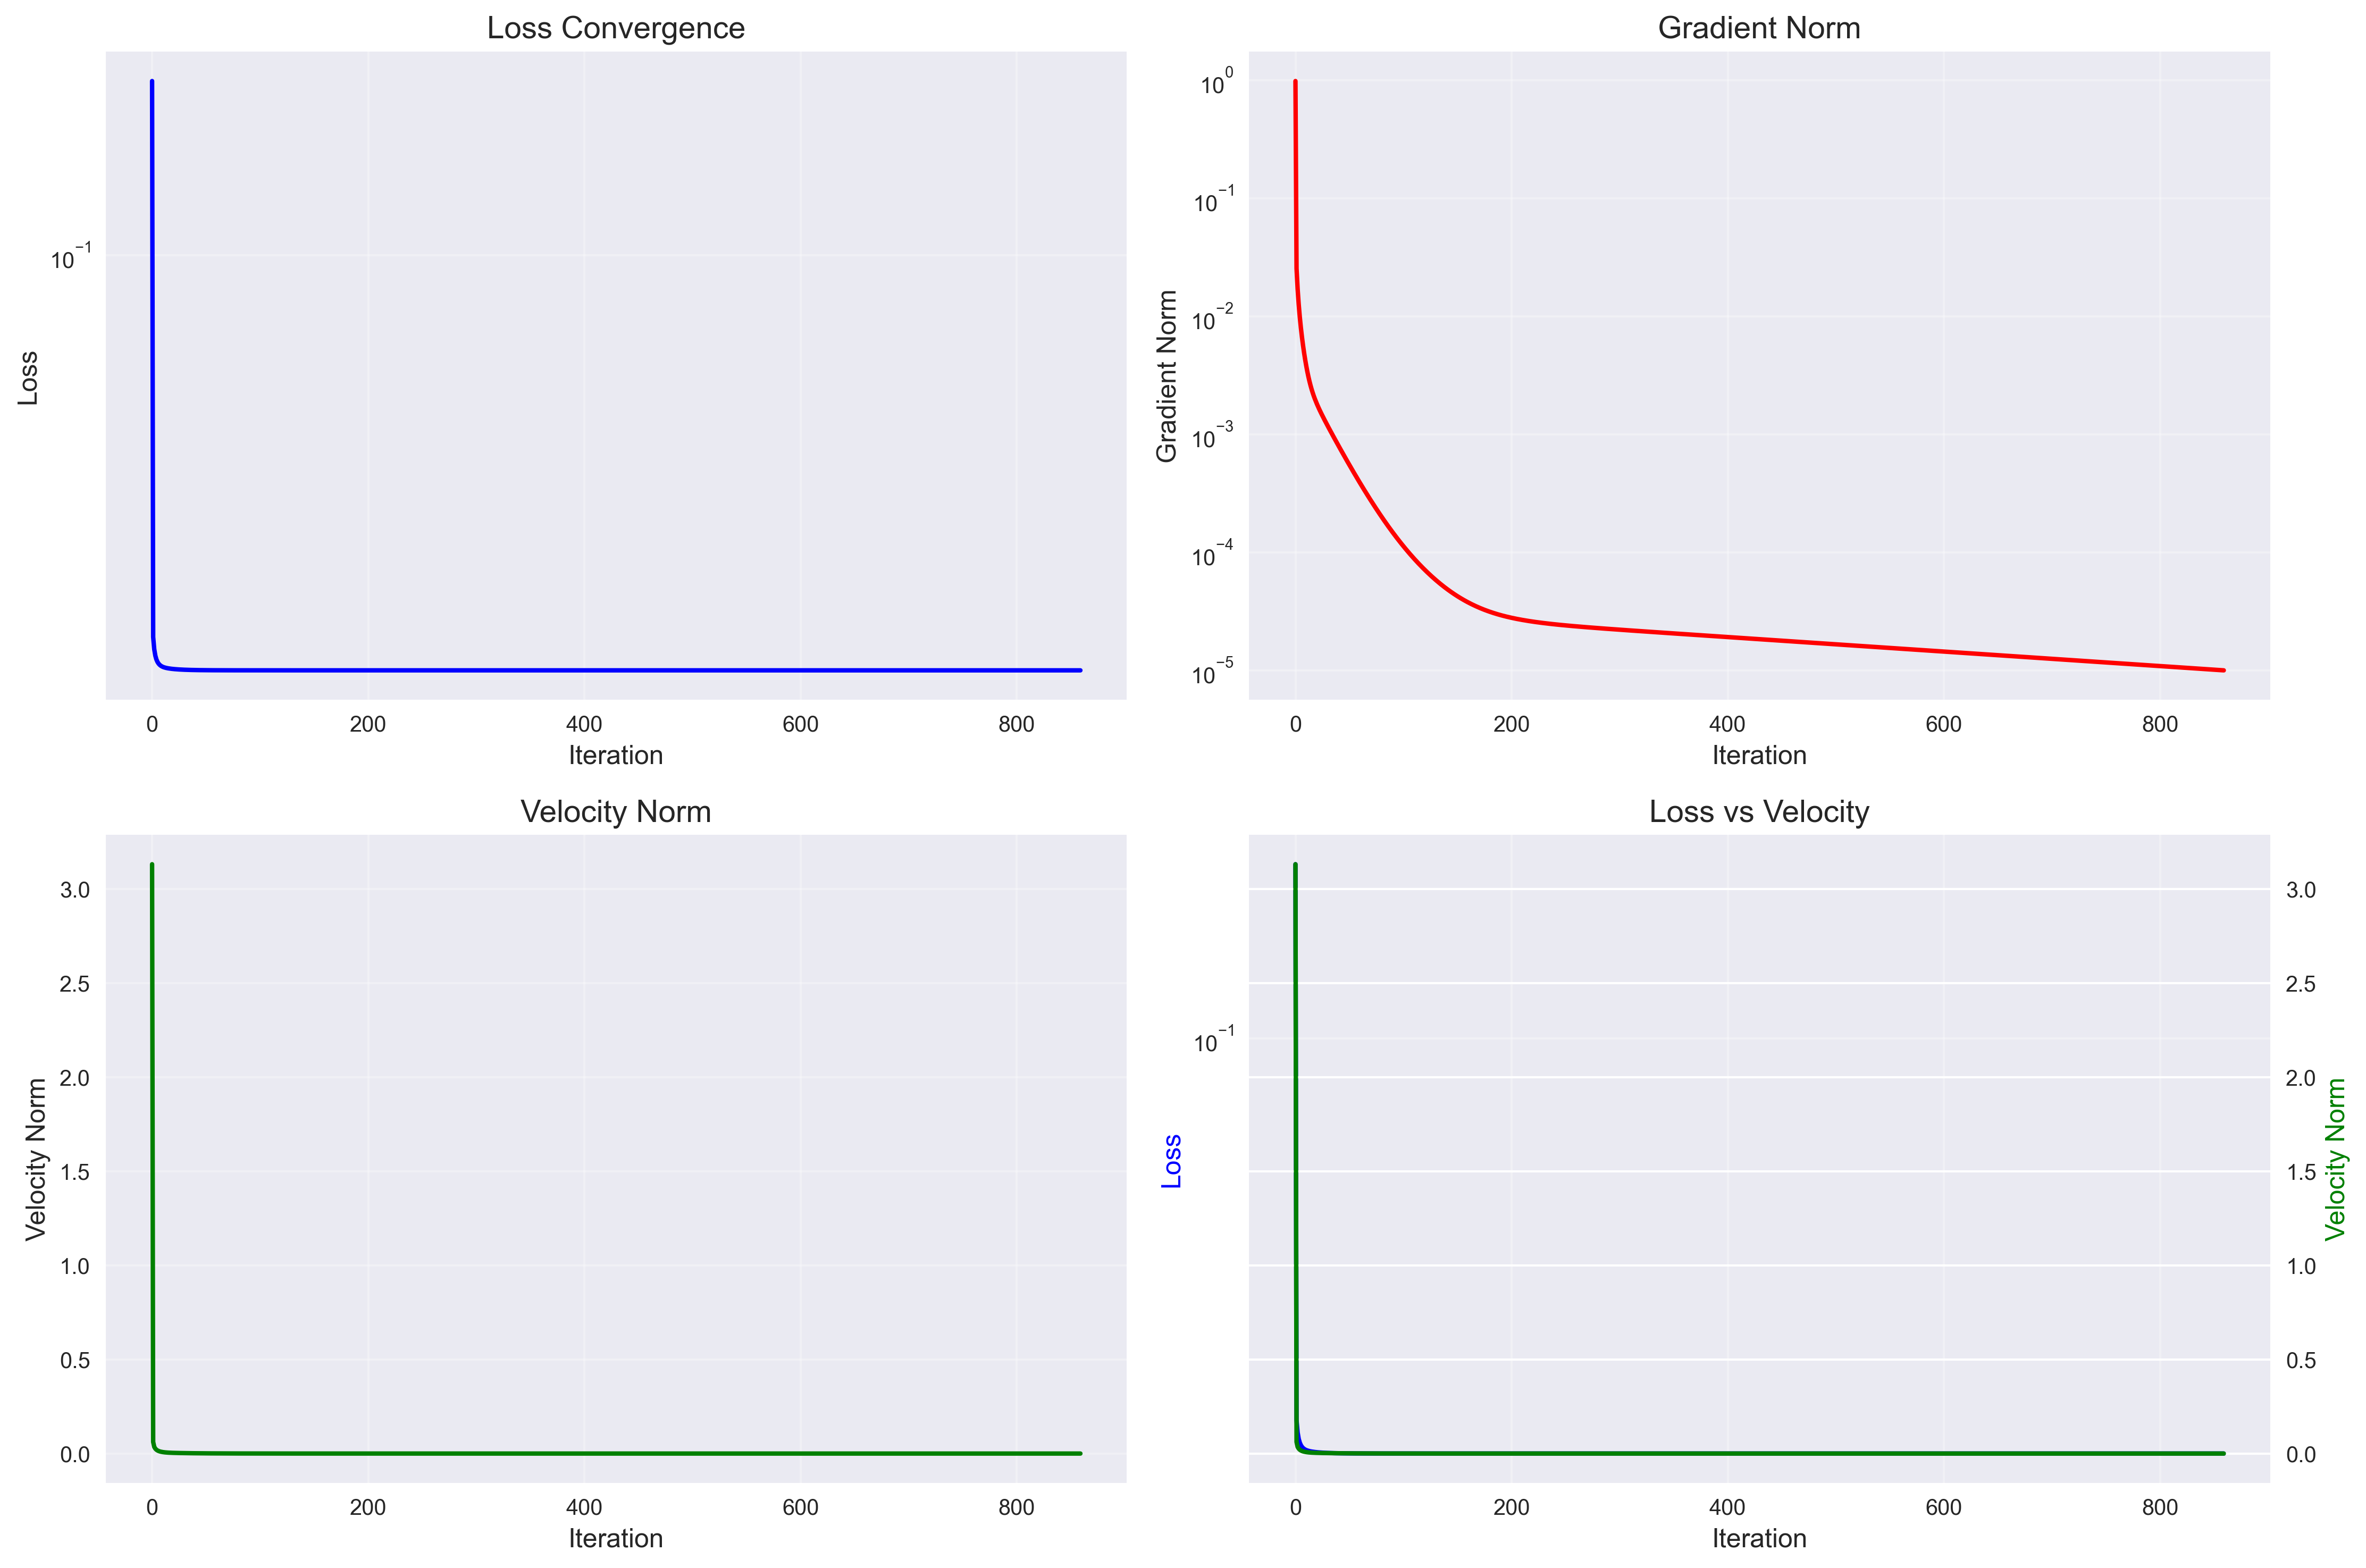 Loss Convergence
10⁻¹
Loss
0 200 400 600 800
Iteration
Gradient Norm
10⁰
10⁻¹
10⁻²
10⁻³
10⁻⁴
10⁻⁵
Gradient Norm
0 200 400 600 800
Iteration
Velocity Norm
3.0
2.5
2.0
1.5
1.0
0.5
0.0
Velocity Norm
0 200 400 600 800
Iteration
Loss vs Velocity
10⁻¹
Loss
3.0
2.5
2.0
1.5
1.0
0.5
0.0
Velocity Norm
0 200 400 600 800
Iteration